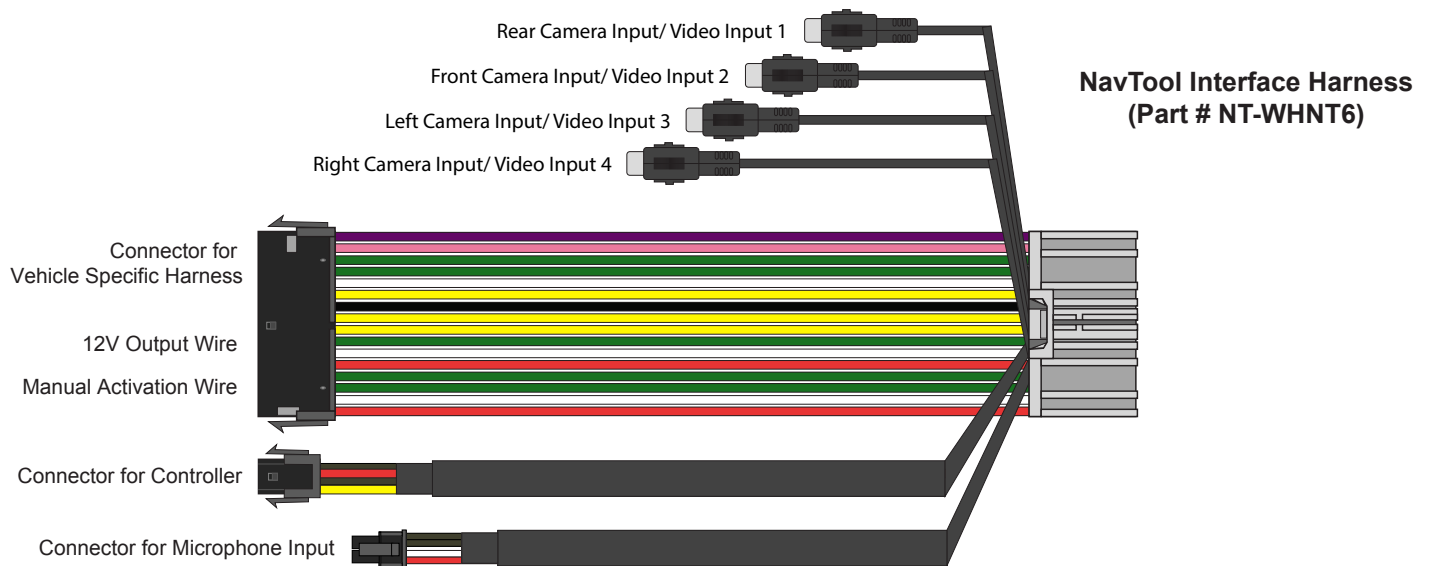 Rear Camera Input/ Video Input 1
Front Camera Input/ Video Input 2
Left Camera Input/ Video Input 3
Right Camera Input/ Video Input 4
NavTool Interface Harness
(Part # NT-WHNT6)
Connector for
Vehicle Specific Harness
12V Output Wire
Manual Activation Wire
Connector for Controller
Connector for Microphone Input